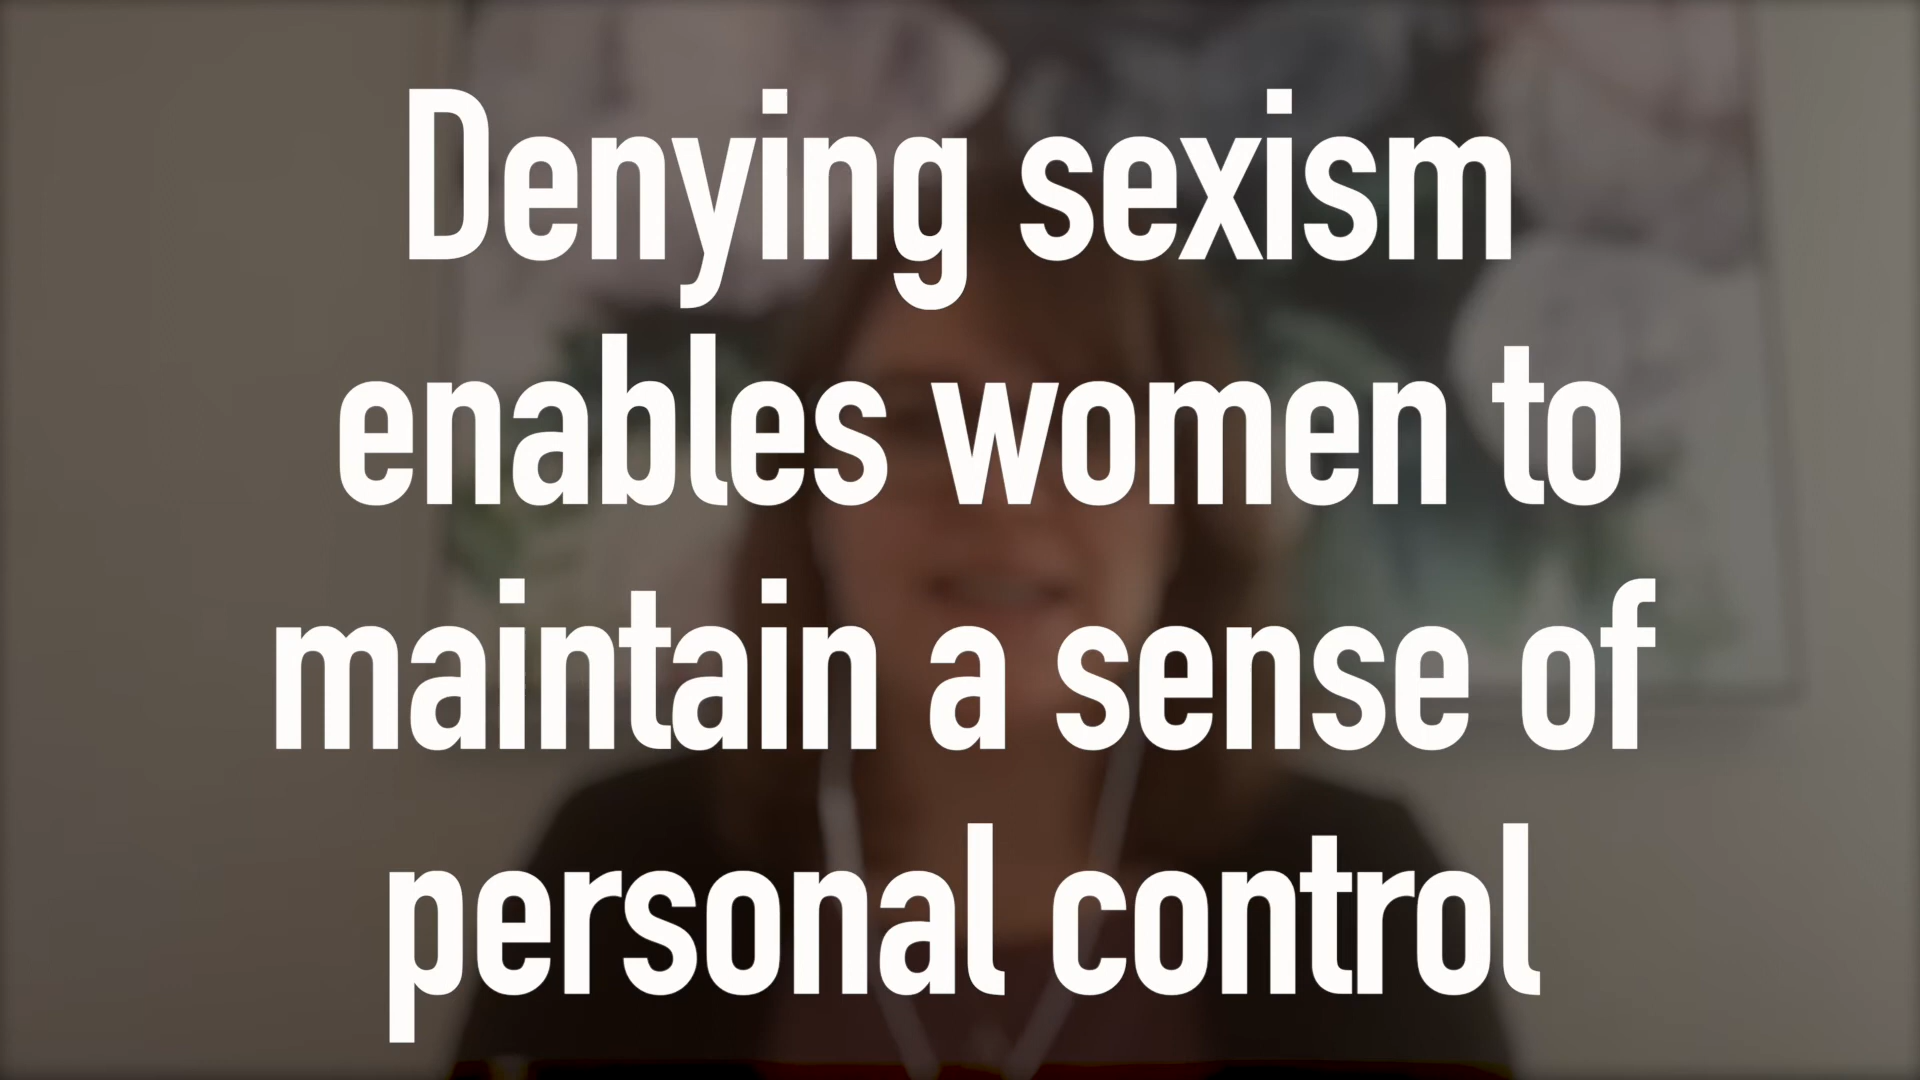 Denying sexism
enables women to
maintain a sense of
personal control